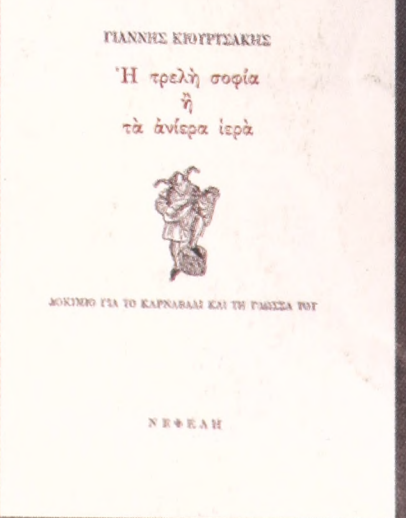 ΓΙΑΝΝΗΣ ΚΙΟΥΡΤΣΑΚΗΣ
Ἡ τρελὴ σοφία
ἢ
τὰ ἀνίερα ἱερὰ
ΔΟΚΙΜΙΟ ΓΙΑ ΤΟ ΚΑΡΝΑΒΑΛΙ ΚΑΙ ΤΗ ΓΛΩΣΣΑ ΤΟΥ
ΝΕΦΕΛΗ